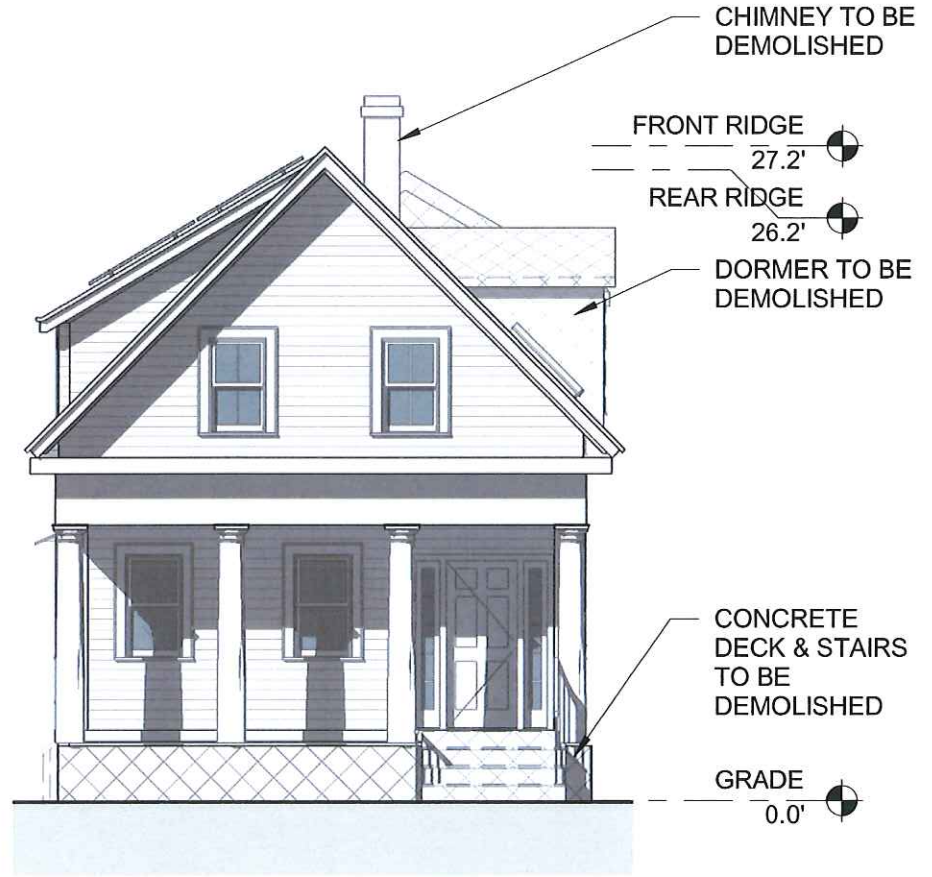 CHIMNEY TO BE
DEMOLISHED
FRONT RIDGE
27.2'
REAR RIDGE
26.2'
DORMER TO BE
DEMOLISHED
CONCRETE
DECK & STAIRS
TO BE
DEMOLISHED
GRADE
0.0'